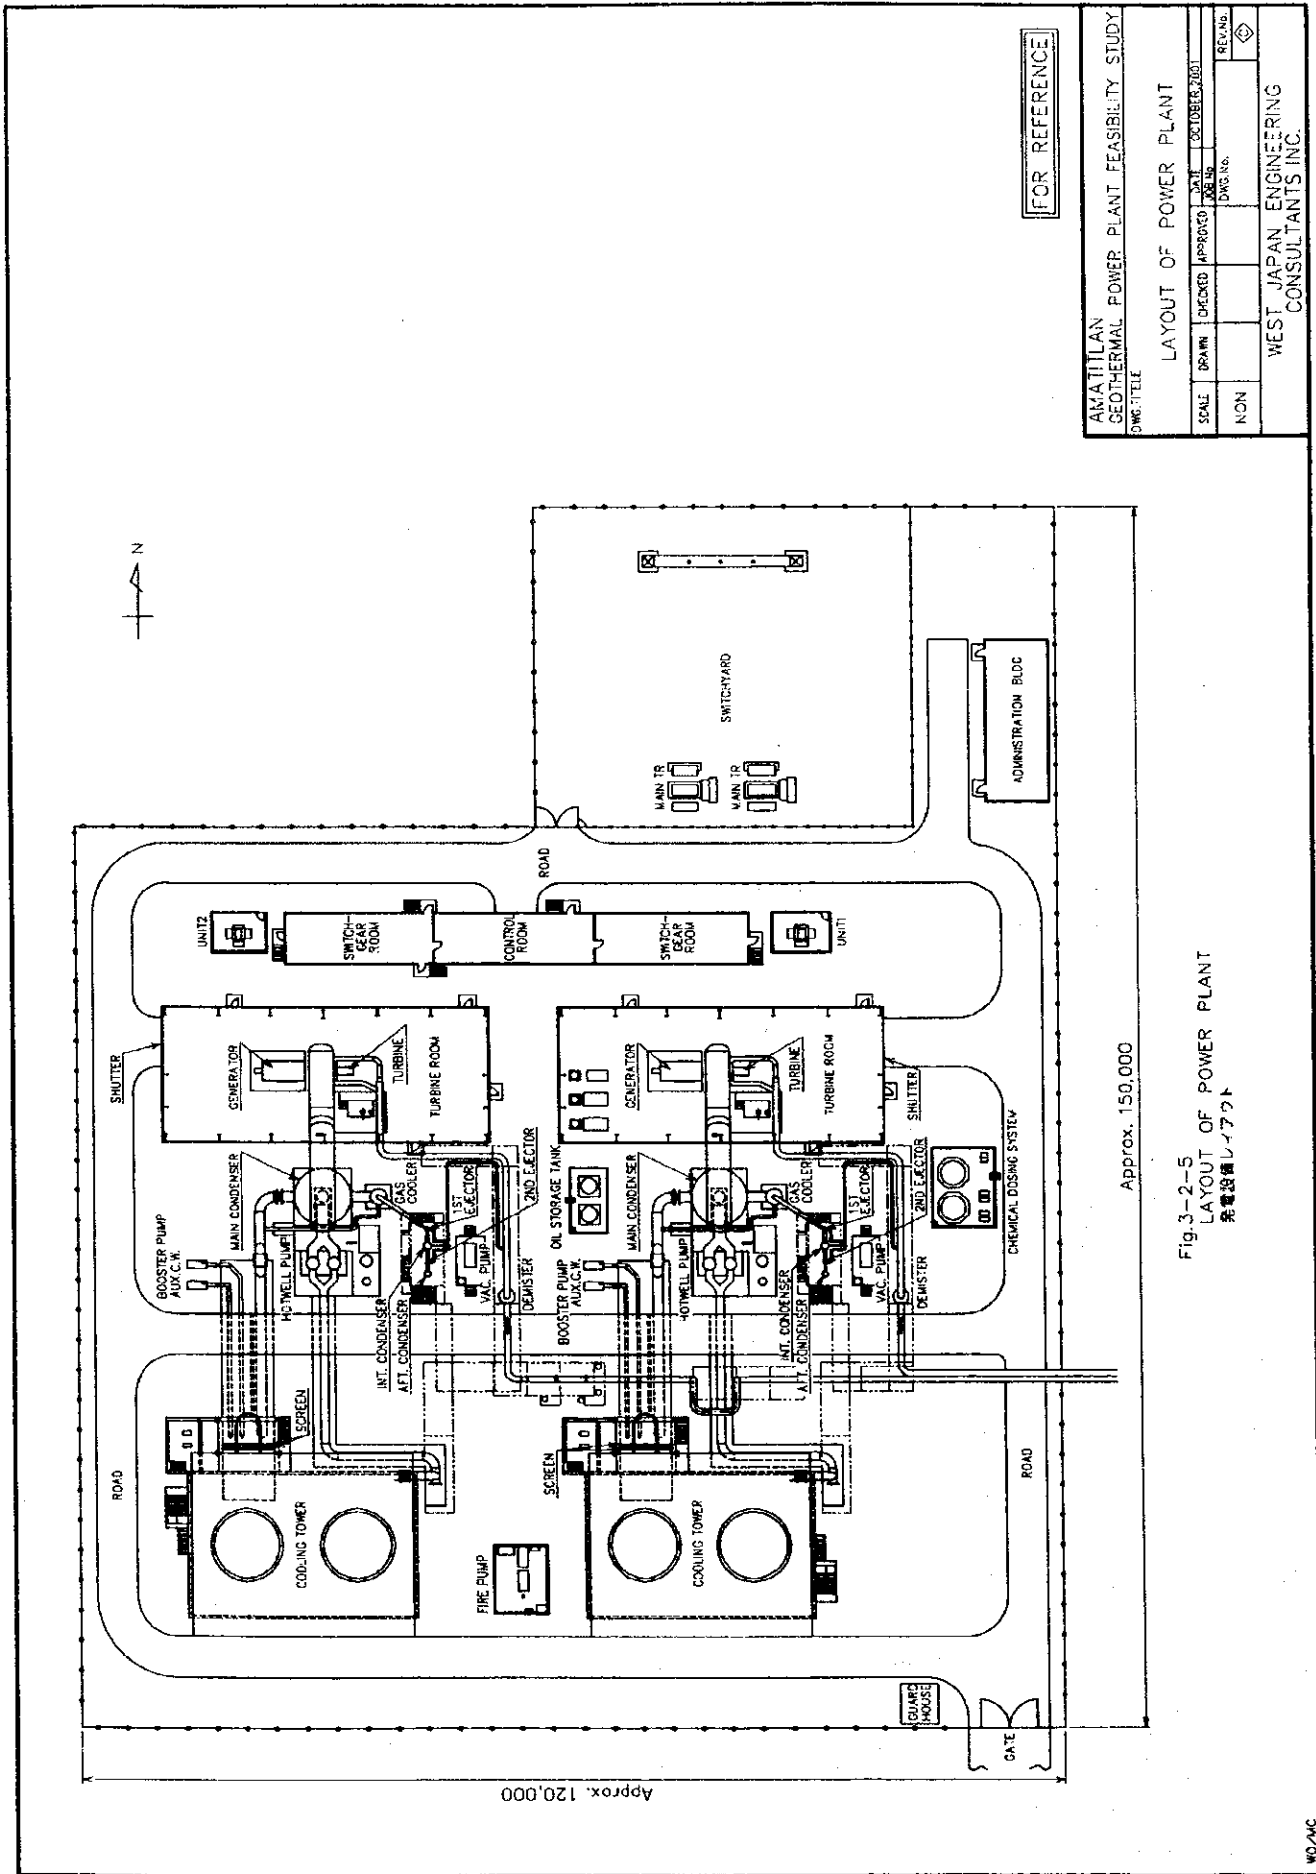 FOR REFERENCE
AMATITLAN
GEOTHERMAL POWER PLANT FEASIBILITY STUDY
DWG.TITELE
LAYOUT OF POWER PLANT
SCALE
DRAWN
CHECKED
APPROVED
DATE
OCTOBER,2001
JOB No
NON
DWG.No.
REV.No.
C
WEST JAPAN ENGINEERING
CONSULTANTS INC.
N
ROAD
SHUTTER
UNIT2
BOOSTER PUMP
AUX.C.W.
MAIN CONDENSER
GENERATOR
SWITCH-
GEAR
ROOM
SCREEN
HOTWELL PUMP
TURBINE
COOLING TOWER
INT. CONDENSER
AFT. CONDENSER
GAS
COOLER
1ST
EJECTOR
TURBINE ROOM
CONTROL
ROOM
VAC. PUMP
2ND EJECTOR
DEMISTER
ROAD
FIRE PUMP
OIL STORAGE TANK
SCREEN
BOOSTER PUMP
AUX.C.W.
MAIN CONDENSER
GENERATOR
SWITCH-
GEAR
ROOM
MAIN TR
SWITCHYARD
MAIN TR
HOTWELL PUMP
TURBINE
COOLING TOWER
INT. CONDENSER
AFT. CONDENSER
GAS
COOLER
1ST
EJECTOR
TURBINE ROOM
UNIT1
VAC. PUMP
2ND EJECTOR
SHUTTER
DEMISTER
CHEMICAL DOSING SYSTEM
GUARD
HOUSE
ROAD
ADMINISTRATION BLDG
GATE
Approx. 120,000
Approx. 150,000
Fig.3-2-5
LAYOUT OF POWER PLANT
発電設備レイアウト
WJ/MC